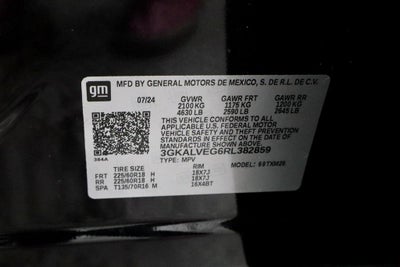 gm
MFD BY GENERAL MOTORS DE MEXICO, S. DE R.L. DE C.V.
07/24 GVWR GAWR FRT GAWR RR
2100 KG 1175 KG 1200 KG
4630 LB 2590 LB 2645 LB
THIS VEHICLE CONFORMS TO ALL
APPLICABLE U.S. FEDERAL MOTOR
VEHICLE SAFETY AND THEFT PREVENTION
STANDARDS IN EFFECT ON THE DATE OF
MANUFACTURE SHOWN ABOVE.
3GKALVEG6RL382859
TYPE: MPV
TIRE SIZE RIM
FRT 225/60R18 H 18X7J
RR 225/60R18 H 18X7J
SPA T135/70R16 M 16X4BT